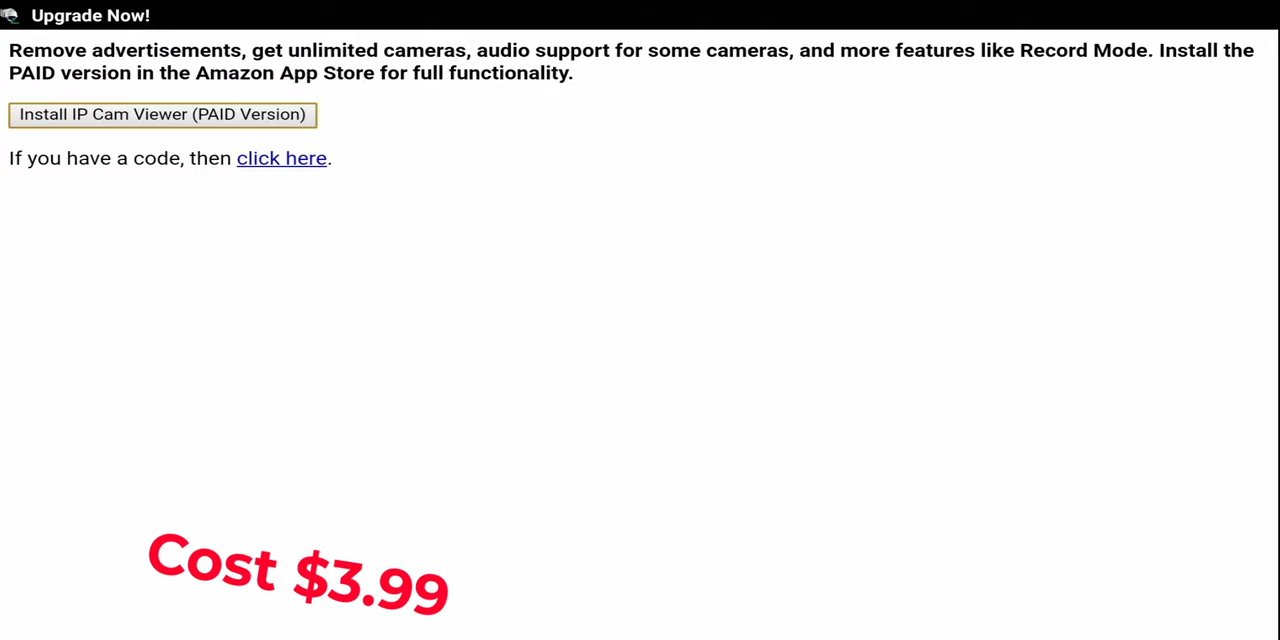 Upgrade Now!
Remove advertisements, get unlimited cameras, audio support for some cameras, and more features like Record Mode. Install the
PAID version in the Amazon App Store for full functionality.
Install IP Cam Viewer (PAID Version)
If you have a code, then click here.
Cost $3.99